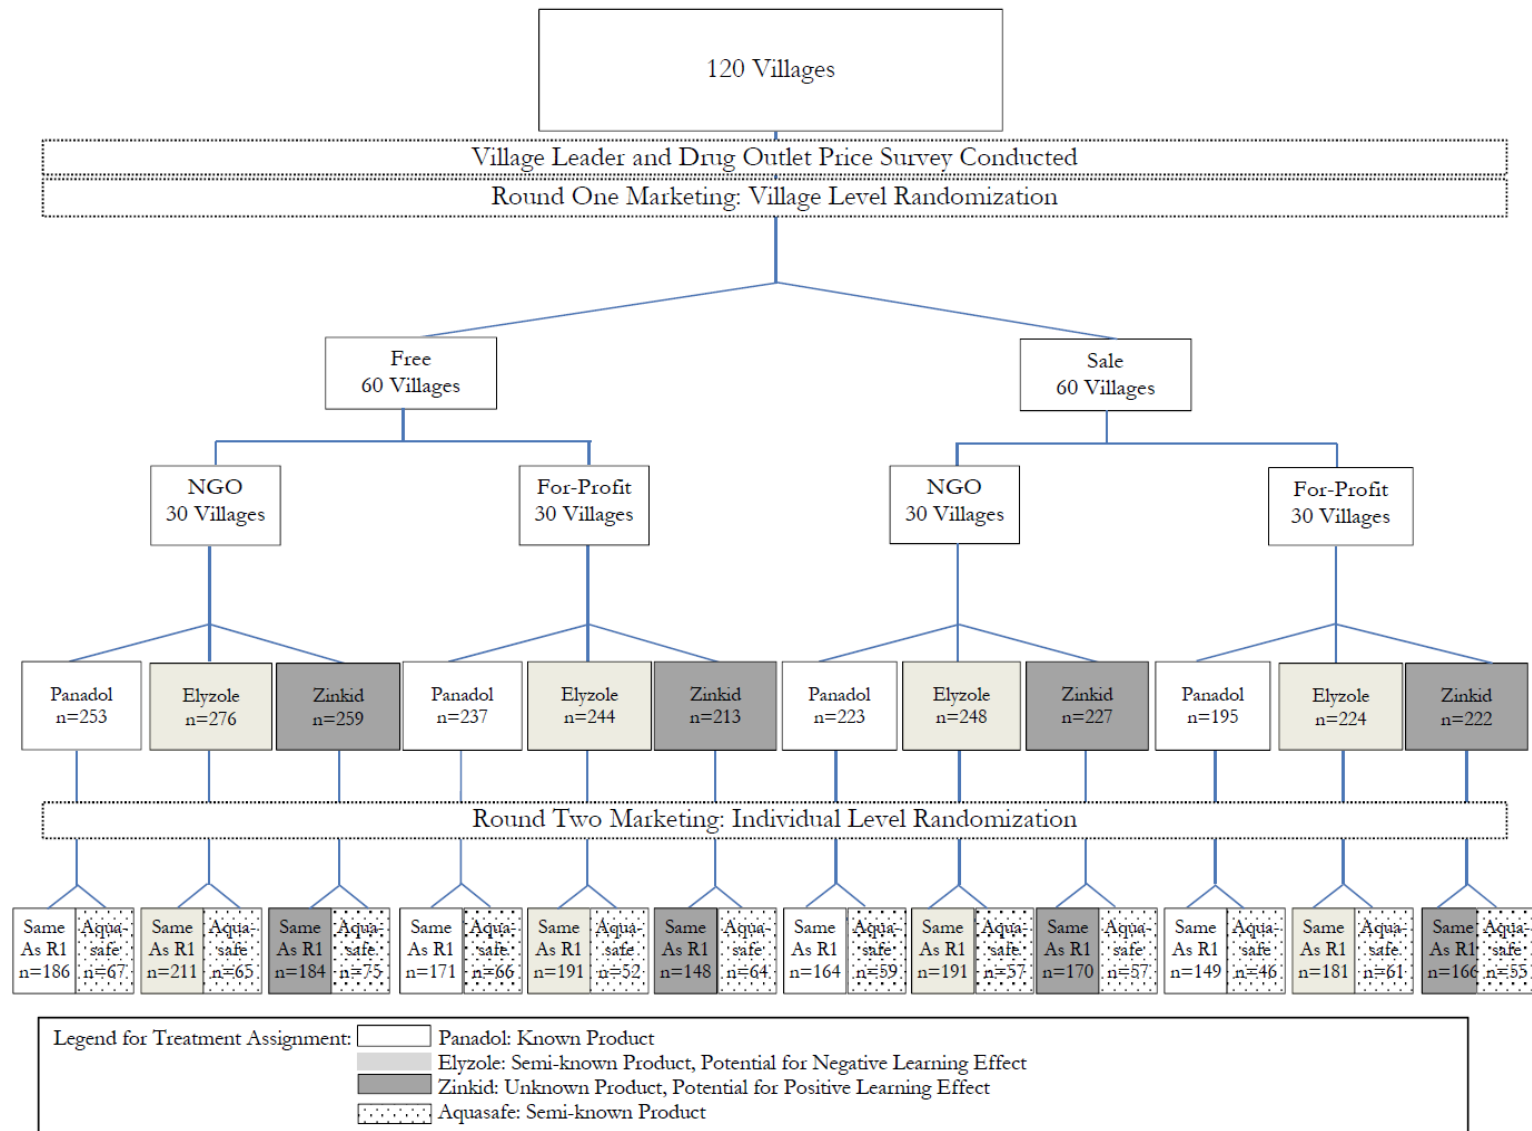 120 Villages
Village Leader and Drug Outlet Price Survey Conducted
Round One Marketing: Village Level Randomization
Free
60 Villages
Sale
60 Villages
NGO
30 Villages
For-Profit
30 Villages
NGO
30 Villages
For-Profit
30 Villages
Panadol
n=253
Elyzole
n=276
Zinkid
n=259
Panadol
n=237
Elyzole
n=244
Zinkid
n=213
Panadol
n=223
Elyzole
n=248
Zinkid
n=227
Panadol
n=195
Elyzole
n=224
Zinkid
n=222
Round Two Marketing: Individual Level Randomization
Same
As R1
n=186
Aqua-
safe
n=67
Same
As R1
n=211
Aqua-
safe
n=65
Same
As R1
n=184
Aqua-
safe
n=75
Same
As R1
n=171
Aqua-
safe
n=66
Same
As R1
n=191
Aqua-
safe
n=52
Same
As R1
n=148
Aqua-
safe
n=64
Same
As R1
n=164
Aqua-
safe
n=59
Same
As R1
n=191
Aqua-
safe
n=57
Same
As R1
n=170
Aqua-
safe
n=57
Same
As R1
n=149
Aqua-
safe
n=46
Same
As R1
n=181
Aqua-
safe
n=61
Same
As R1
n=166
Aqua-
safe
n=55
Legend for Treatment Assignment:
Panadol: Known Product
Elyzole: Semi-known Product, Potential for Negative Learning Effect
Zinkid: Unknown Product, Potential for Positive Learning Effect
Aquasafe: Semi-known Product